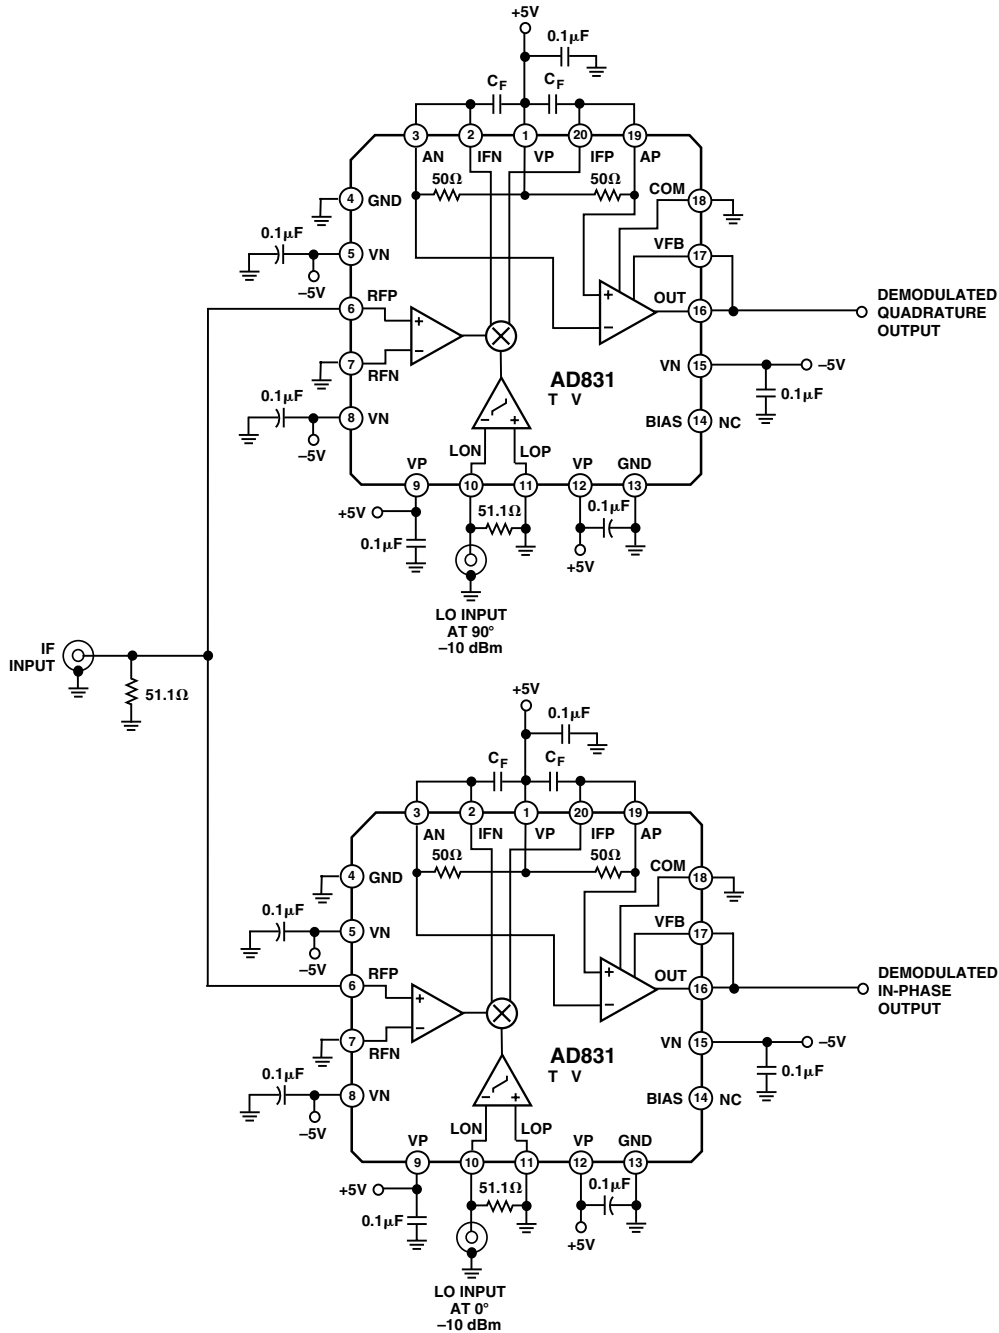 +5V
0.1µF
CF
CF
3
2
1
20
19
AN
IFN
VP
IFP
AP
50Ω
50Ω
COM
18
4
GND
0.1µF
VFB
17
5
VN
–5V
RFP
6
OUT
16
DEMODULATED
QUADRATURE
OUTPUT
+
–
+
–
7
RFN
VN
15
–5V
0.1µF
AD831
T V
0.1µF
8
VN
–5V
–
+
BIAS
14
NC
LON
LOP
VP
VP
GND
9
10
11
12
13
+5V
51.1Ω
0.1µF
0.1µF
+5V
LO INPUT
AT 90°
–10 dBm
IF
INPUT
51.1Ω
+5V
0.1µF
CF
CF
3
2
1
20
19
AN
IFN
VP
IFP
AP
50Ω
50Ω
COM
18
4
GND
0.1µF
VFB
17
5
VN
–5V
RFP
6
OUT
16
DEMODULATED
IN-PHASE
OUTPUT
+
–
+
–
7
RFN
VN
15
–5V
0.1µF
AD831
T V
0.1µF
8
VN
–5V
–
+
BIAS
14
NC
LON
LOP
VP
VP
GND
9
10
11
12
13
+5V
51.1Ω
0.1µF
0.1µF
+5V
LO INPUT
AT 0°
–10 dBm